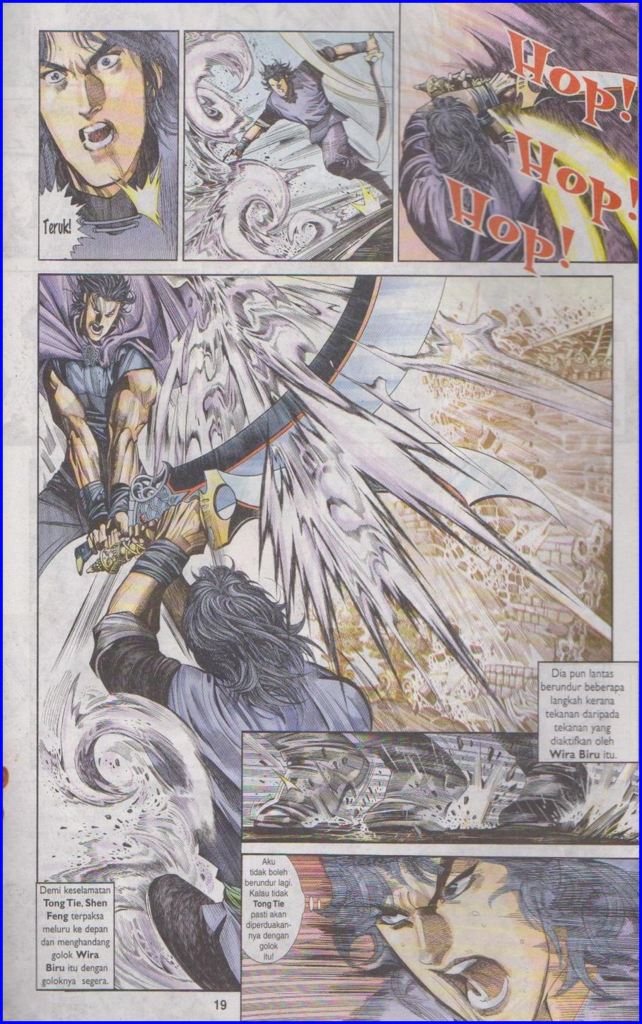 Teruk!
Hop!
Hop!
Hop!
Dia pun lantas
berundur beberapa
langkah kerana
tekanan daripada
tekanan yang
diaktifkan oleh
Wira Biru itu.
Demi keselamatan
Tong Tie, Shen
Feng terpaksa
meluru ke depan
dan menghandang
golok Wira
Biru itu dengan
goloknya segera.
Aku
tidak boleh
berundur lagi.
Kalau tidak
Tong Tie
pasti akan
diperduakan-
nya dengan
golok
itu!
19